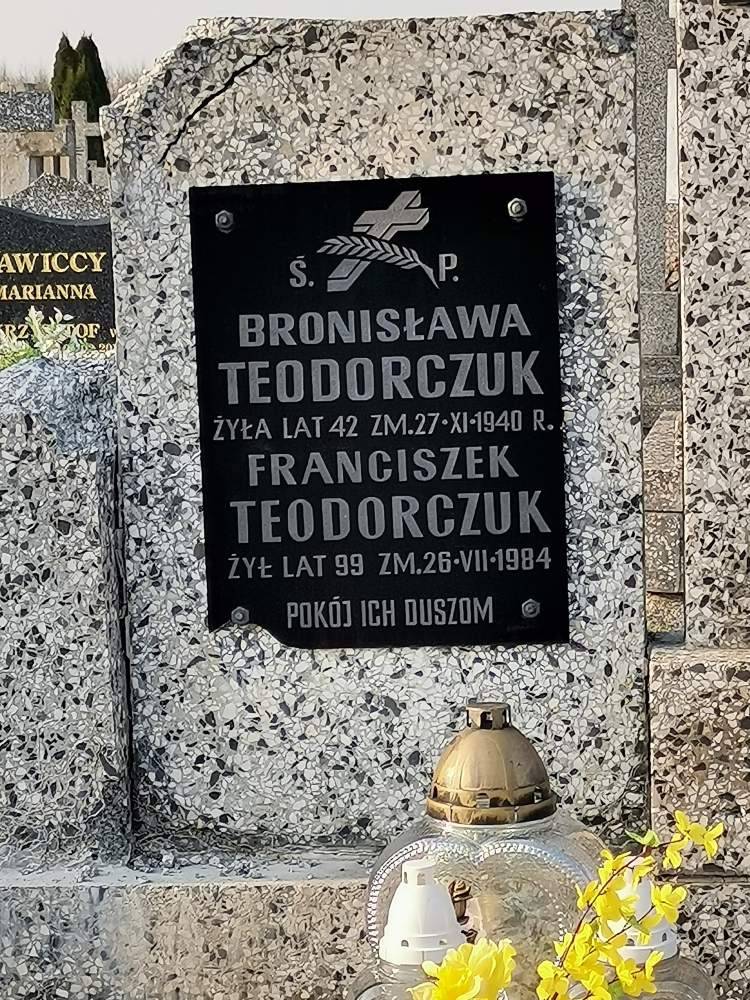 AWICCY
MARIANNA
Ś. P.
BRONISŁAWA
TEODORCZUK
ŻYŁA LAT 42 ZM.27·XI·1940 R.
FRANCISZEK
TEODORCZUK
ŻYŁ LAT 99 ZM.26·VII·1984
POKÓJ ICH DUSZOM